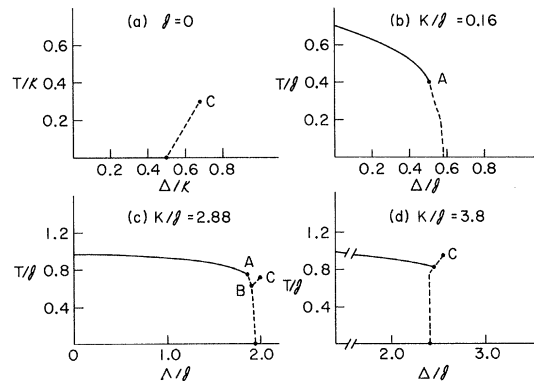 (a) J=0
T/K
0.6
0.4
0.2
C
0 0.2 0.4 0.6 0.8
Δ/K
(b) K/J=0.16
T/J
0.6
0.4
0.2
A
0.2 0.4 0.6 0.8
Δ/J
(c) K/J=2.88
T/J
1.2
0.8
0.4
A
B
C
0 1.0 2.0
Δ/J
(d) K/J=3.8
T/J
1.2
0.8
0.4
C
2.0 3.0
Δ/J